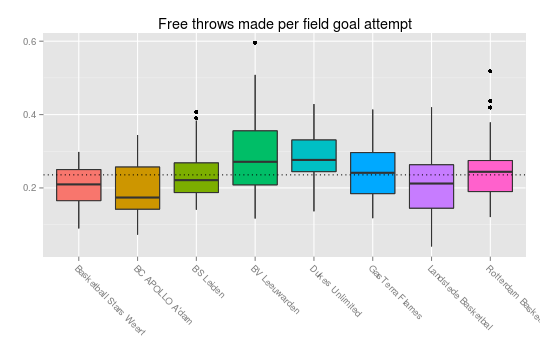 Free throws made per field goal attempt
0.6
0.4
0.2
Basketball Stars Weert
BC APOLLO A'dam
BS Leiden
BV Leeuwarden
Dukes Unlimited
GasTerra Flames
Landstede Basketbal
Rotterdam Baske